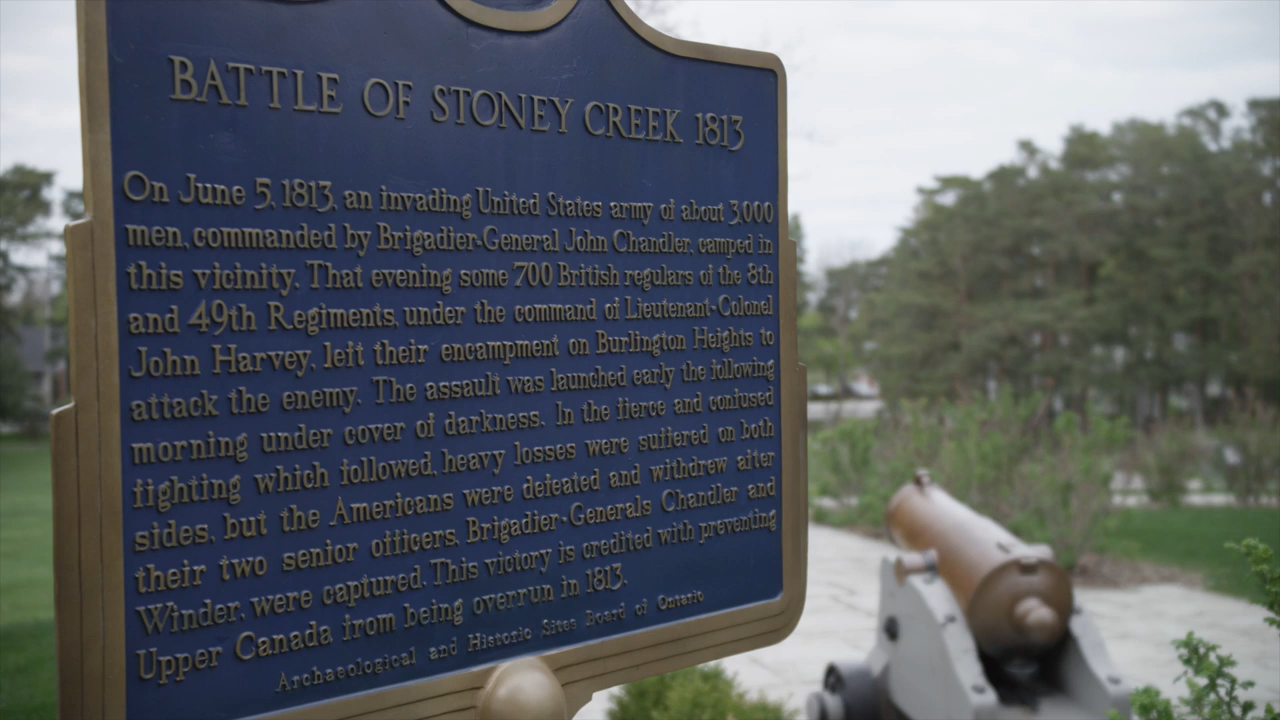 BATTLE OF STONEY CREEK 1813
On June 5, 1813, an invading United States army of about 3,000
men, commanded by Brigadier-General John Chandler, camped in
this vicinity. That evening some 700 British regulars of the 8th
and 49th Regiments, under the command of Lieutenant-Colonel
John Harvey, left their encampment on Burlington Heights to
attack the enemy. The assault was launched early the following
morning under cover of darkness. In the fierce and confused
fighting which followed, heavy losses were suffered on both
sides, but the Americans were defeated and withdrew after
their two senior officers, Brigadier-Generals Chandler and
Winder, were captured. This victory is credited with preventing
Upper Canada from being overrun in 1813.
Archaeological and Historic Sites Board of Ontario